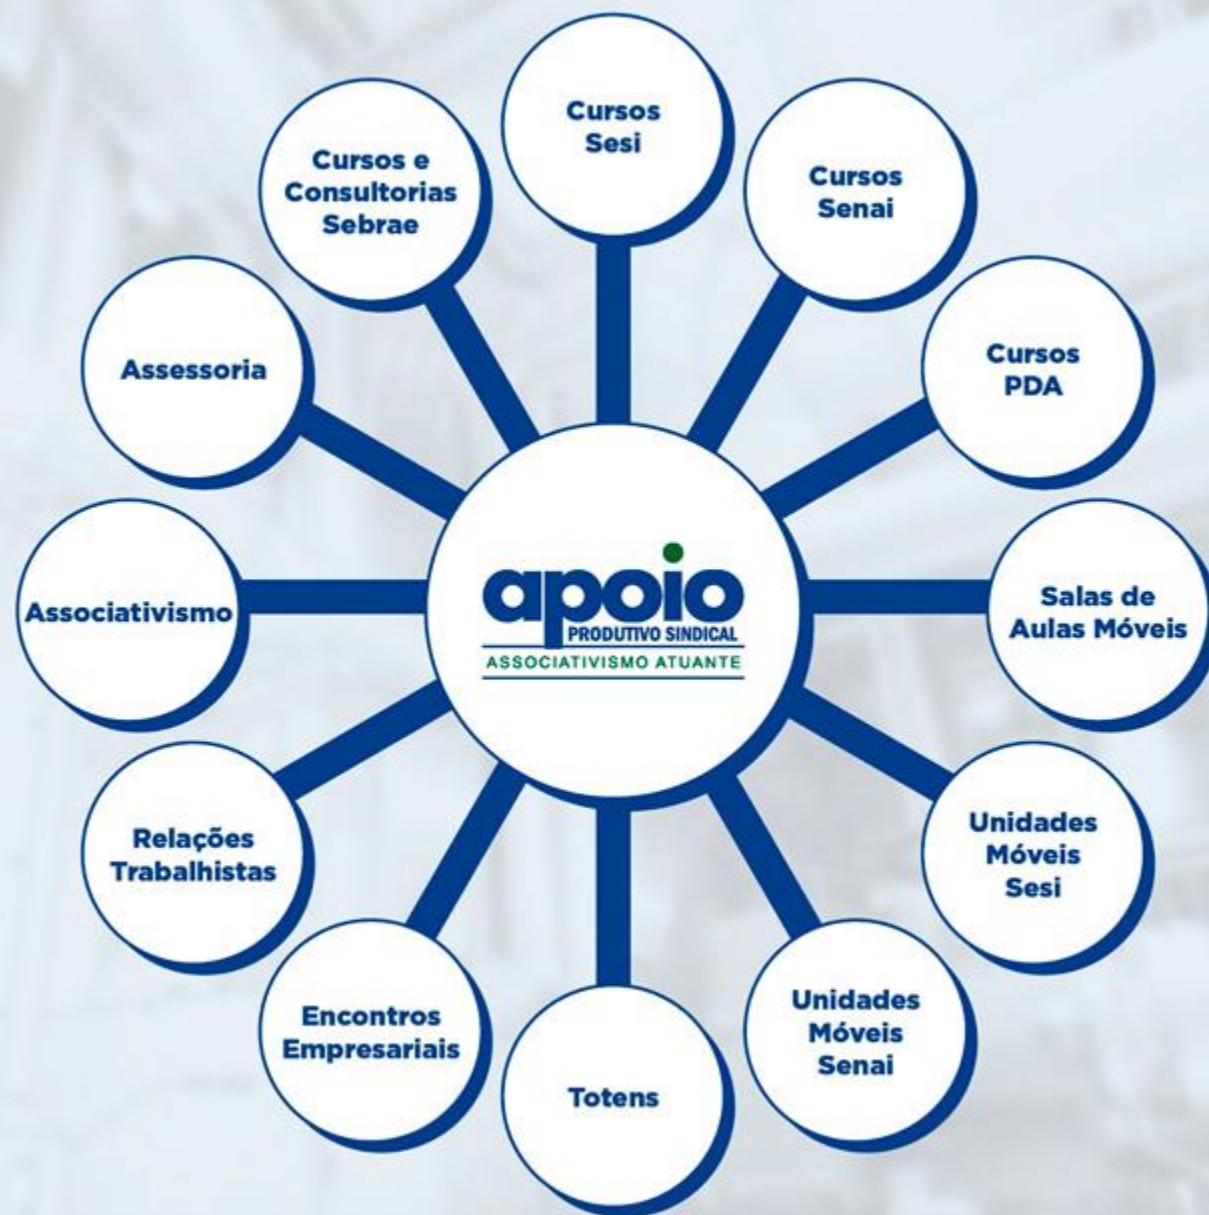 Cursos
Sesi
Cursos
Senai
Cursos
PDA
Salas de
Aulas Móveis
Unidades
Móveis
Sesi
Unidades
Móveis
Senai
Totens
Encontros
Empresariais
Relações
Trabalhistas
Associativismo
Assessoria
Cursos e
Consultorias
Sebrae
apoio
PRODUTIVO SINDICAL
ASSOCIATIVISMO ATUANTE